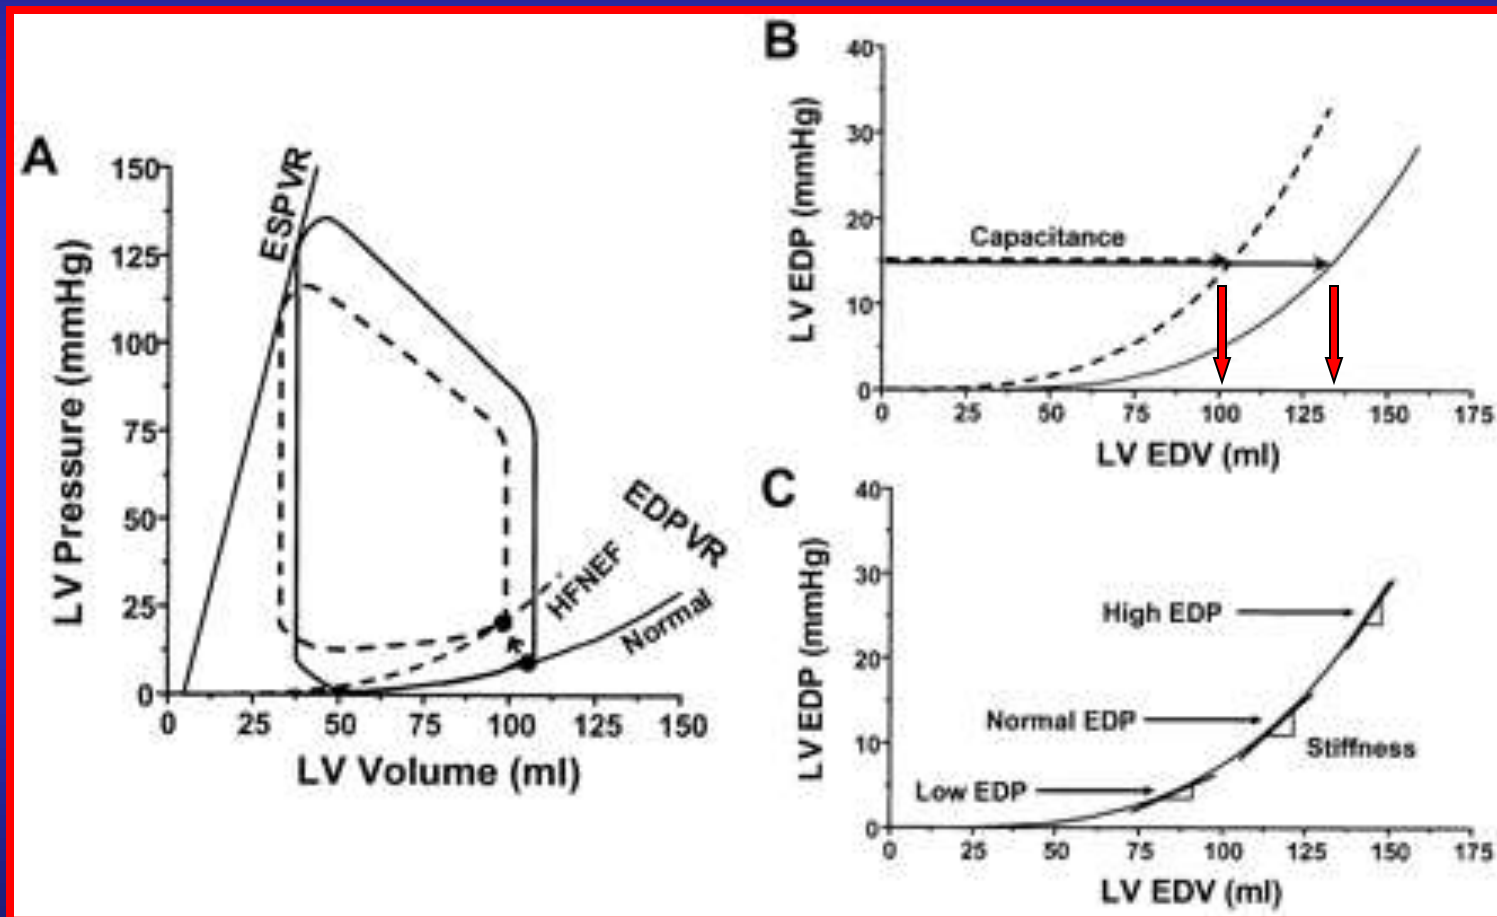 A
150
125
100
75
50
25
0
LV Pressure (mmHg)
ESPVR
EDPVR
HFNEF
Normal
0 25 50 75 100 125 150
LV Volume (ml)
B
40
30
20
10
0
LV EDP (mmHg)
Capacitance
0 25 50 75 100 125 150 175
LV EDV (ml)
C
40
30
20
10
0
LV EDP (mmHg)
High EDP
Normal EDP
Stiffness
Low EDP
0 25 50 75 100 125 150 175
LV EDV (ml)